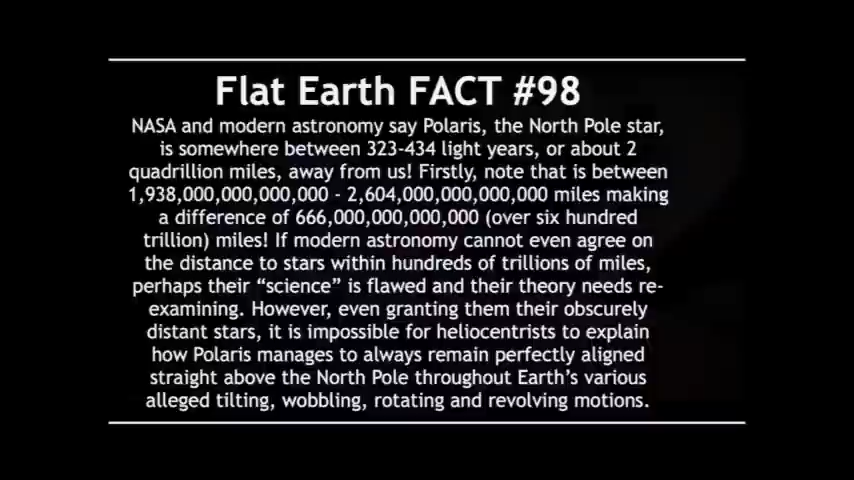 Flat Earth FACT #98
NASA and modern astronomy say Polaris, the North Pole star,
is somewhere between 323-434 light years, or about 2
quadrillion miles, away from us! Firstly, note that is between
1,938,000,000,000,000 - 2,604,000,000,000,000 miles making
a difference of 666,000,000,000,000 (over six hundred
trillion) miles! If modern astronomy cannot even agree on
the distance to stars within hundreds of trillions of miles,
perhaps their “science” is flawed and their theory needs re-
examining. However, even granting them their obscurely
distant stars, it is impossible for heliocentrists to explain
how Polaris manages to always remain perfectly aligned
straight above the North Pole throughout Earth’s various
alleged tilting, wobbling, rotating and revolving motions.